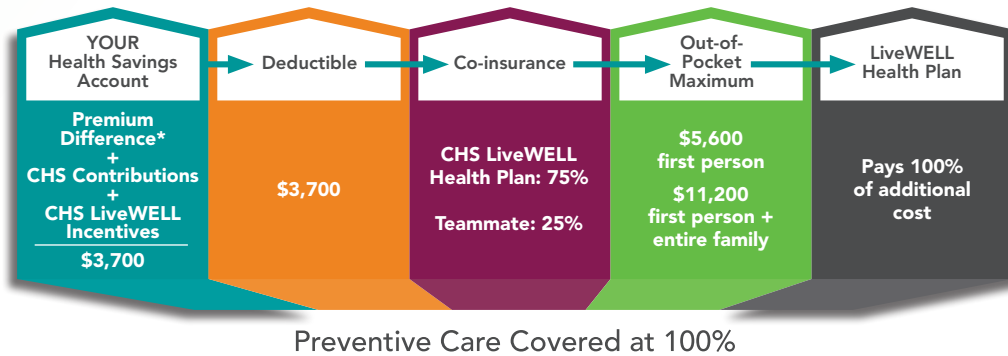 YOUR
Health Savings
Account
Deductible
Co-insurance
Out-of-
Pocket
Maximum
LiveWELL
Health Plan
Premium
Difference*
+
CHS Contributions
+
CHS LiveWELL
Incentives
$3,700
$3,700
CHS LiveWELL
Health Plan: 75%
Teammate: 25%
$5,600
first person
$11,200
first person +
entire family
Pays 100%
of additional
cost
Preventive Care Covered at 100%